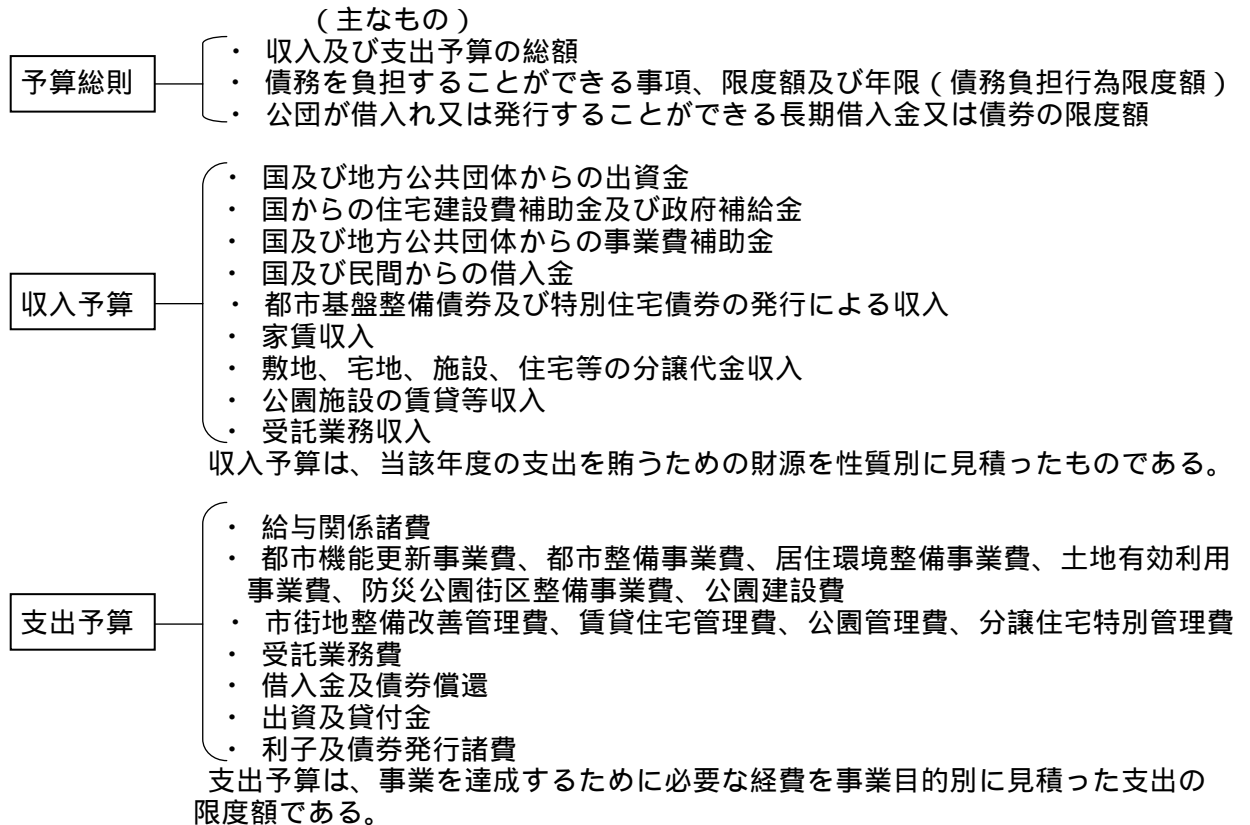 （主なもの）
・ 収入及び支出予算の総額
予算総則
・ 債務を負担することができる事項、限度額及び年限（債務負担行為限度額）
・ 公団が借入れ又は発行することができる長期借入金又は債券の限度額
・ 国及び地方公共団体からの出資金
・ 国からの住宅建設費補助金及び政府補給金
・ 国及び地方公共団体からの事業費補助金
・ 国及び民間からの借入金
収入予算
・ 都市基盤整備債券及び特別住宅債券の発行による収入
・ 家賃収入
・ 敷地、宅地、施設、住宅等の分譲代金収入
・ 公園施設の賃貸等収入
・ 受託業務収入
収入予算は、当該年度の支出を賄うための財源を性質別に見積ったものである。
・ 給与関係諸費
・ 都市機能更新事業費、都市整備事業費、居住環境整備事業費、土地有効利用
事業費、防災公園街区整備事業費、公園建設費
支出予算
・ 市街地整備改善管理費、賃貸住宅管理費、公園管理費、分譲住宅特別管理費
・ 受託業務費
・ 借入金及債券償還
・ 出資及貸付金
・ 利子及債券発行諸費
支出予算は、事業を達成するために必要な経費を事業目的別に見積った支出の
限度額である。